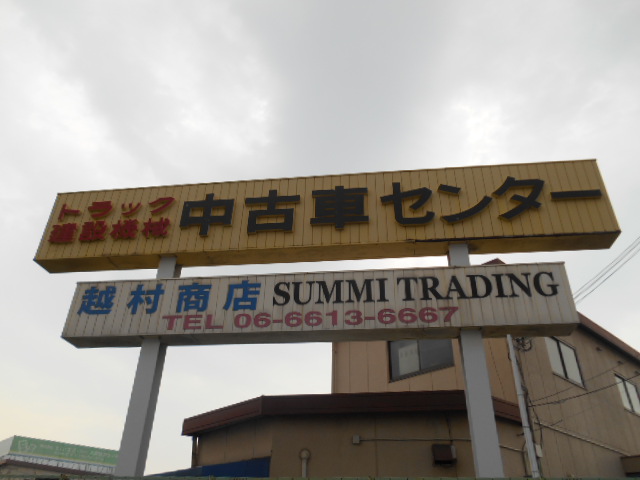 トラック
建設機械
中古車センター
越村商店 SUMMI TRADING
TEL 06-6613-6667